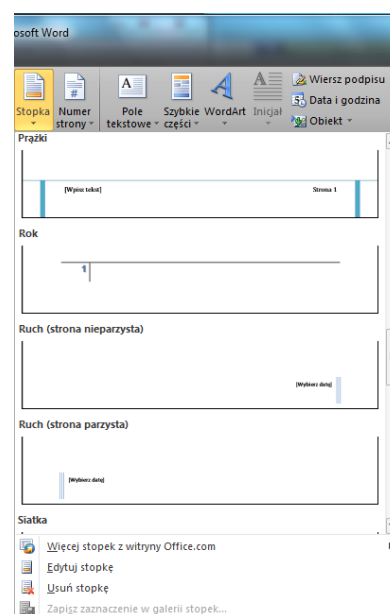 osoft Word
Stopka Numer strony Pole tekstowe Szybkie części WordArt Inicjał Wiersz podpisu
Data i godzina
Obiekt
Prążki
[Wpisz tekst] Strona 1
Rok
1
Ruch (strona nieparzysta)
[Wybierz datę]
Ruch (strona parzysta)
[Wybierz datę]
Siatka
Więcej stopek z witryny Office.com
Edytuj stopkę
Usuń stopkę
Zapisz zaznaczenie w galerii stopek...